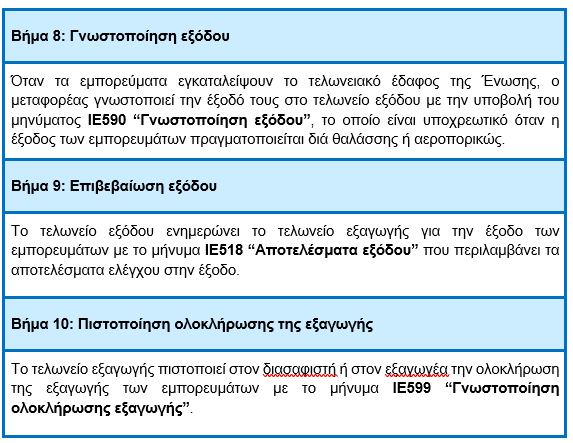 Βήμα 8: Γνωστοποίηση εξόδου
Όταν τα εμπορεύματα εγκαταλείψουν το τελωνειακό έδαφος της Ένωσης, ο
μεταφορέας γνωστοποιεί την έξοδό τους στο τελωνείο εξόδου με την υποβολή του
μηνύματος ΙΕ590 “Γνωστοποίηση εξόδου”, το οποίο είναι υποχρεωτικό όταν η
έξοδος των εμπορευμάτων πραγματοποιείται διά θαλάσσης ή αεροπορικώς.
Βήμα 9: Επιβεβαίωση εξόδου
Το τελωνείο εξόδου ενημερώνει το τελωνείο εξαγωγής για την έξοδο των
εμπορευμάτων με το μήνυμα ΙΕ518 “Αποτελέσματα εξόδου” που περιλαμβάνει τα
αποτελέσματα ελέγχου στην έξοδο.
Βήμα 10: Πιστοποίηση ολοκλήρωσης της εξαγωγής
Το τελωνείο εξαγωγής πιστοποιεί στον διασαφιστή ή στον εξαγωγέα την ολοκλήρωση
της εξαγωγής των εμπορευμάτων με το μήνυμα ΙΕ599 “Γνωστοποίηση
ολοκλήρωσης εξαγωγής”.